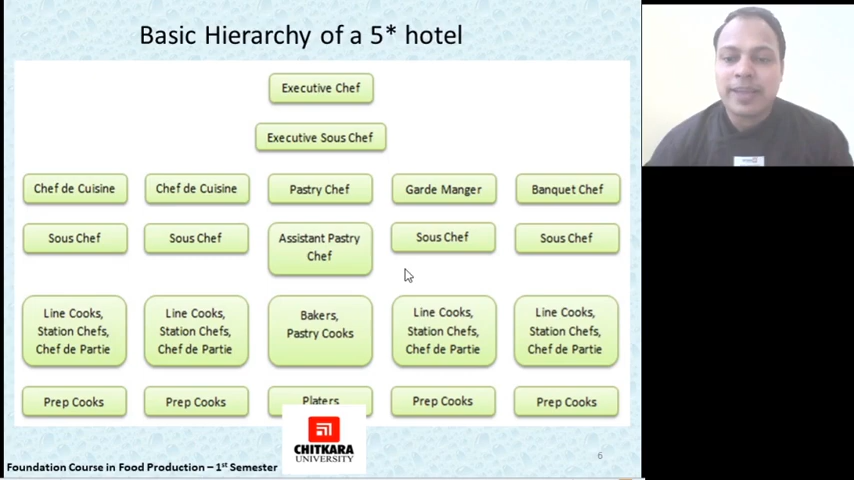 Basic Hierarchy of a 5* hotel
Executive Chef
Executive Sous Chef
Chef de Cuisine
Chef de Cuisine
Pastry Chef
Garde Manger
Banquet Chef
Sous Chef
Sous Chef
Assistant Pastry
Chef
Sous Chef
Sous Chef
Line Cooks,
Station Chefs,
Chef de Partie
Line Cooks,
Station Chefs,
Chef de Partie
Bakers,
Pastry Cooks
Line Cooks,
Station Chefs,
Chef de Partie
Line Cooks,
Station Chefs,
Chef de Partie
Prep Cooks
Prep Cooks
Platers
Prep Cooks
Prep Cooks
CHITKARA
UNIVERSITY
Foundation Course in Food Production – 1st Semester
6